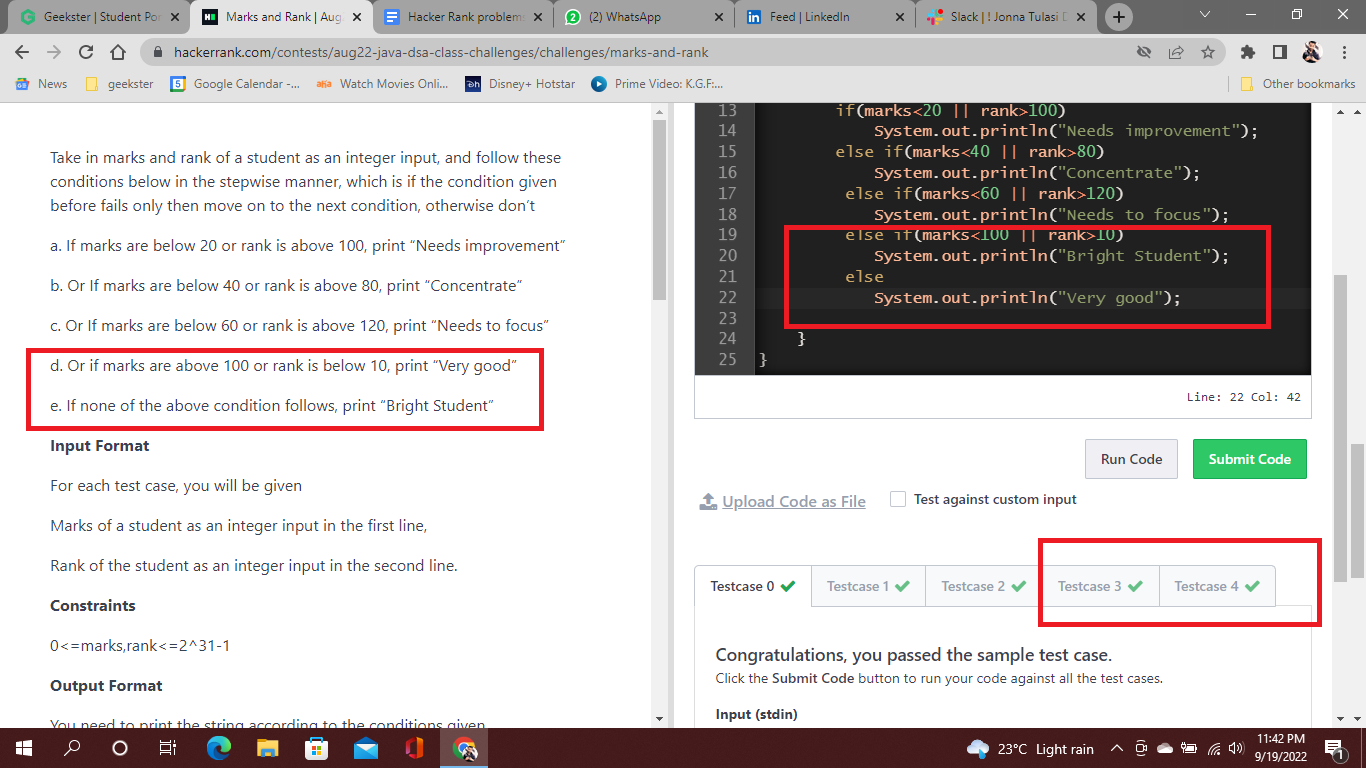 Geekster | Student Por
Marks and Rank | Aug
Hacker Rank problem
(2) WhatsApp
Feed | LinkedIn
Slack | ! Jonna Tulasi D
hackerrank.com/contests/aug22-java-dsa-class-challenges/challenges/marks-and-rank
News
geekster
Google Calendar -...
Watch Movies Onli...
Disney+ Hotstar
Prime Video: K.G.F:...
Other bookmarks
Take in marks and rank of a student as an integer input, and follow these
conditions below in the stepwise manner, which is if the condition given
before fails only then move on to the next condition, otherwise don't
a. If marks are below 20 or rank is above 100, print “Needs improvement”
b. Or If marks are below 40 or rank is above 80, print “Concentrate”
c. Or If marks are below 60 or rank is above 120, print “Needs to focus”
d. Or if marks are above 100 or rank is below 10, print “Very good”
e. If none of the above condition follows, print “Bright Student”
Input Format
For each test case, you will be given
Marks of a student as an integer input in the first line,
Rank of the student as an integer input in the second line.
Constraints
0<=marks,rank<=2^31-1
Output Format
You need to print the string according to the conditions given
13 if(marks<20 || rank>100)
14 System.out.println("Needs improvement");
15 else if(marks<40 || rank>80)
16 System.out.println("Concentrate");
17 else if(marks<60 || rank>120)
18 System.out.println("Needs to focus");
19 else if(marks<100 || rank>10)
20 System.out.println("Bright Student");
21 else
22 System.out.println("Very good");
23
24 }
25 }
Line: 22 Col: 42
Run Code
Submit Code
Upload Code as File
Test against custom input
Testcase 0
Testcase 1
Testcase 2
Testcase 3
Testcase 4
Congratulations, you passed the sample test case.
Click the Submit Code button to run your code against all the test cases.
Input (stdin)
23°C Light rain
11:42 PM
9/19/2022
1